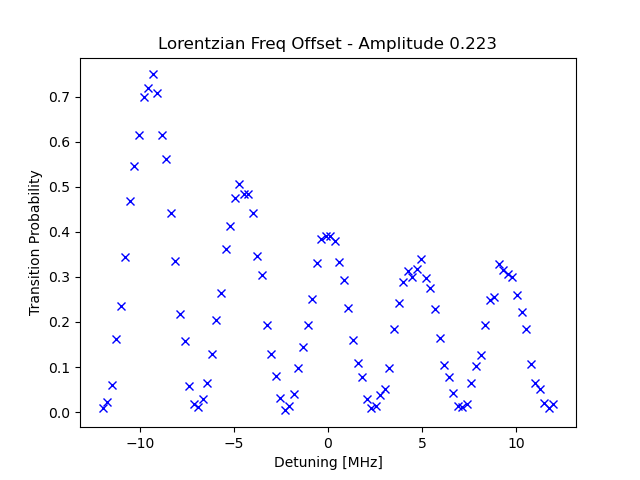 Lorentzian Freq Offset - Amplitude 0.223
Transition Probability
0.7
0.6
0.5
0.4
0.3
0.2
0.1
0.0
−10 −5 0 5 10
Detuning [MHz]